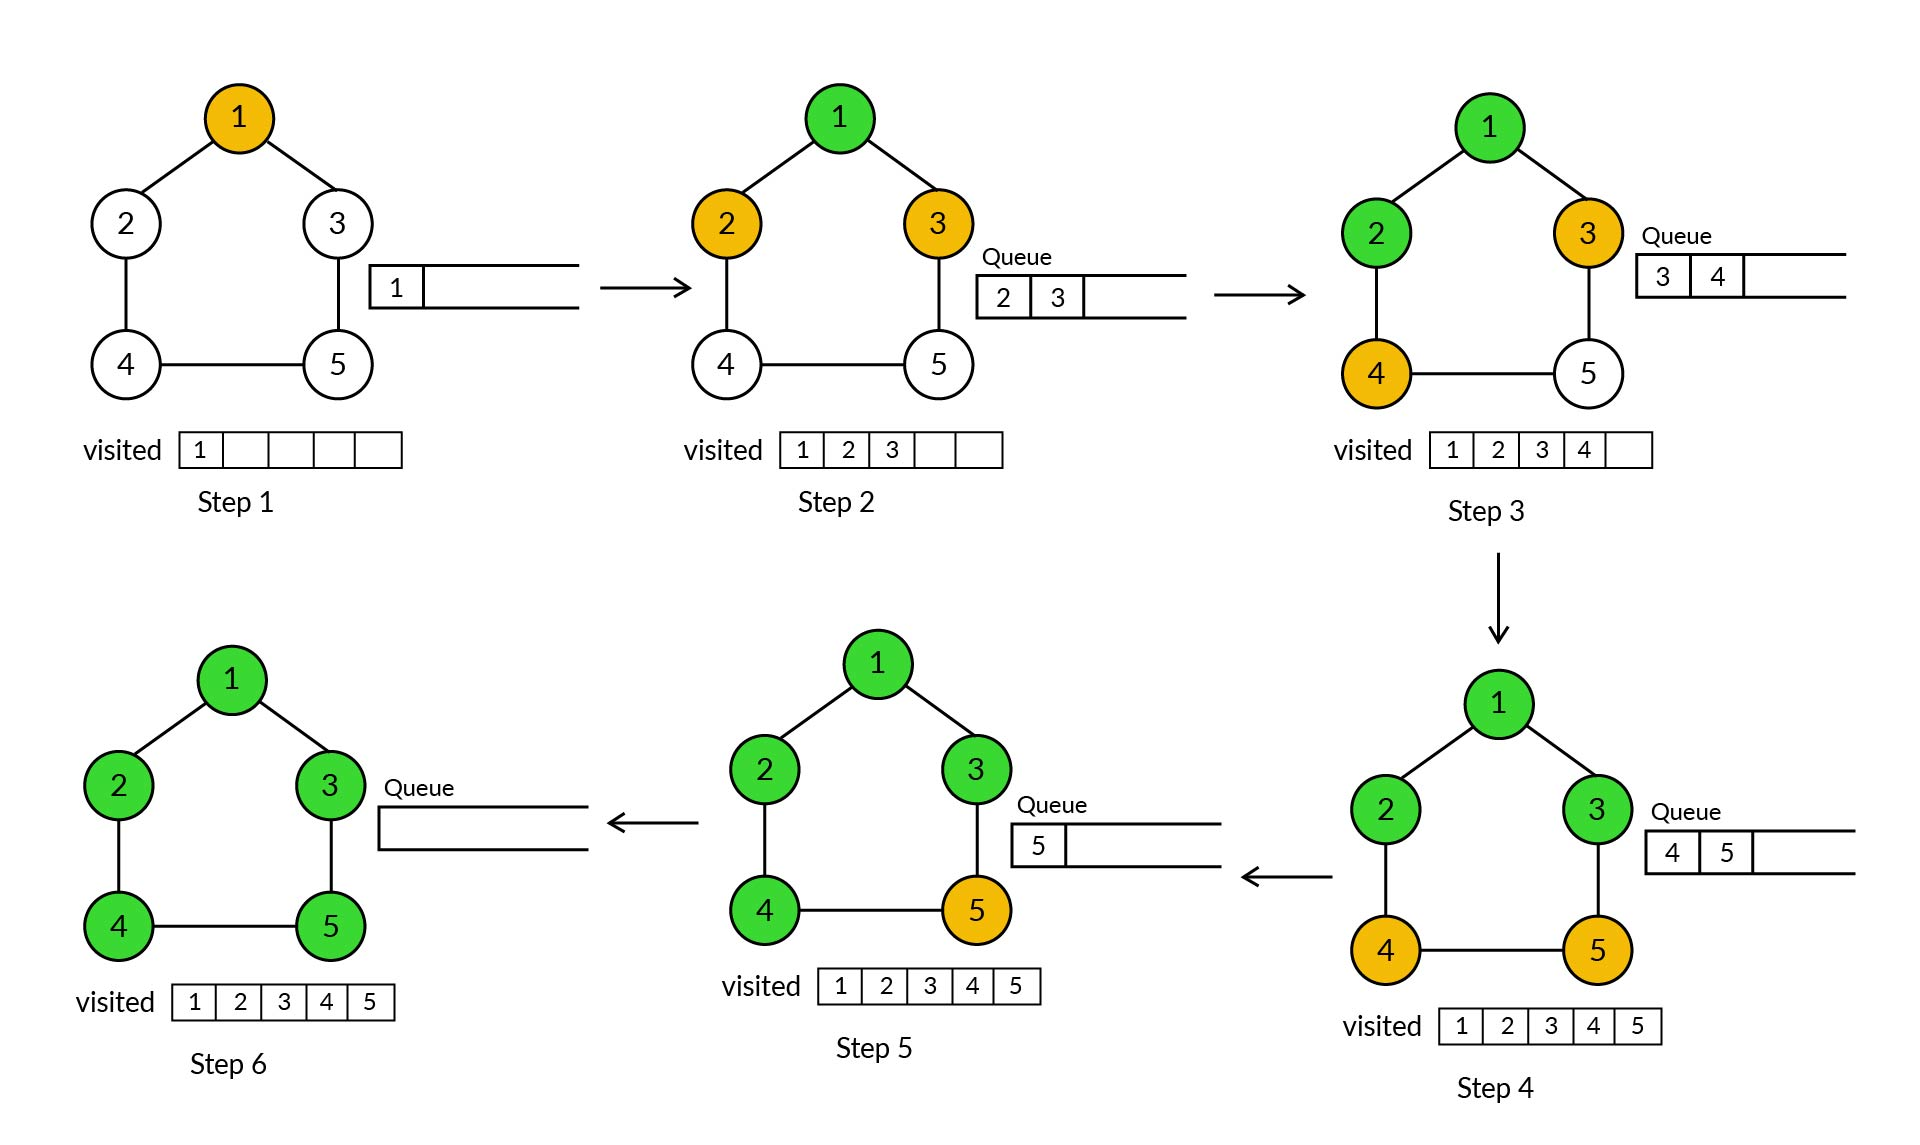 1
2 3
1
4 5
visited 1
Step 1
1
2 3
Queue
2 3
4 5
visited 1 2 3
Step 2
1
2 3
Queue
3 4
4 5
visited 1 2 3 4
Step 3
1
2 3
Queue
4 5
4 5
visited 1 2 3 4 5
Step 4
1
2 3
Queue
5
4 5
visited 1 2 3 4 5
Step 5
1
2 3
Queue
4 5
visited 1 2 3 4 5
Step 6